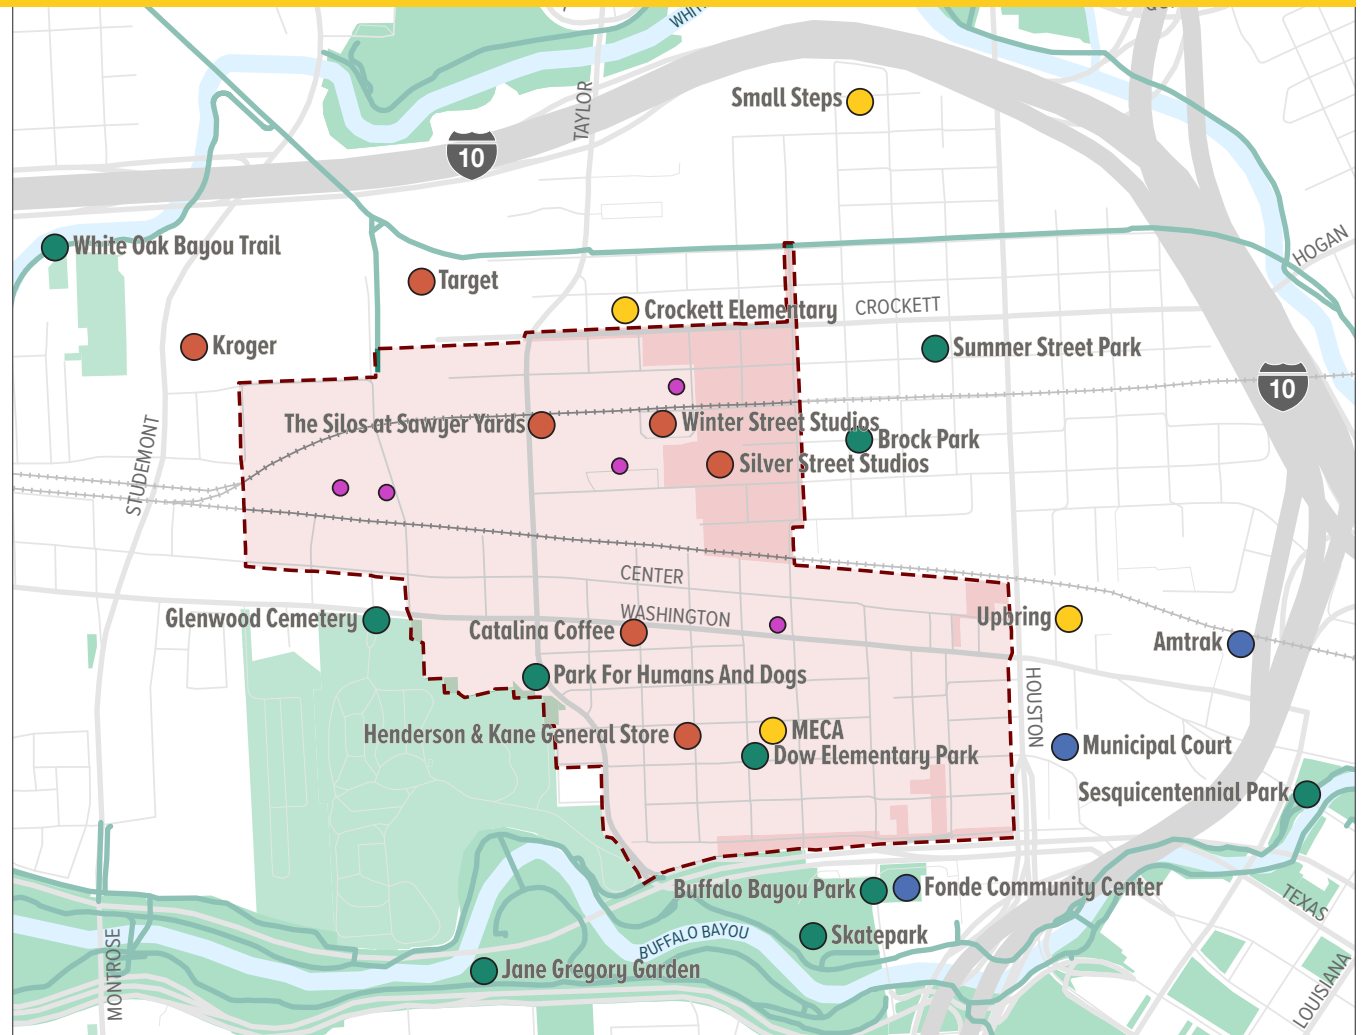 WHIT
TAYLOR
Small Steps
10
White Oak Bayou Trail
HOGAN
Target
Crockett Elementary
CROCKETT
Kroger
Summer Street Park
10
STUDEMONT
The Silos at Sawyer Yards
Winter Street Studios
Brock Park
Silver Street Studios
CENTER
WASHINGTON
Glenwood Cemetery
Catalina Coffee
Upbring
Amtrak
Park For Humans And Dogs
HOUSTON
Henderson & Kane General Store
MECA
Municipal Court
Dow Elementary Park
Sesquicentennial Park
Buffalo Bayou Park
Fonde Community Center
TEXAS
Skatepark
BUFFALO BAYOU
Jane Gregory Garden
MONTROSE
LOUISIANA